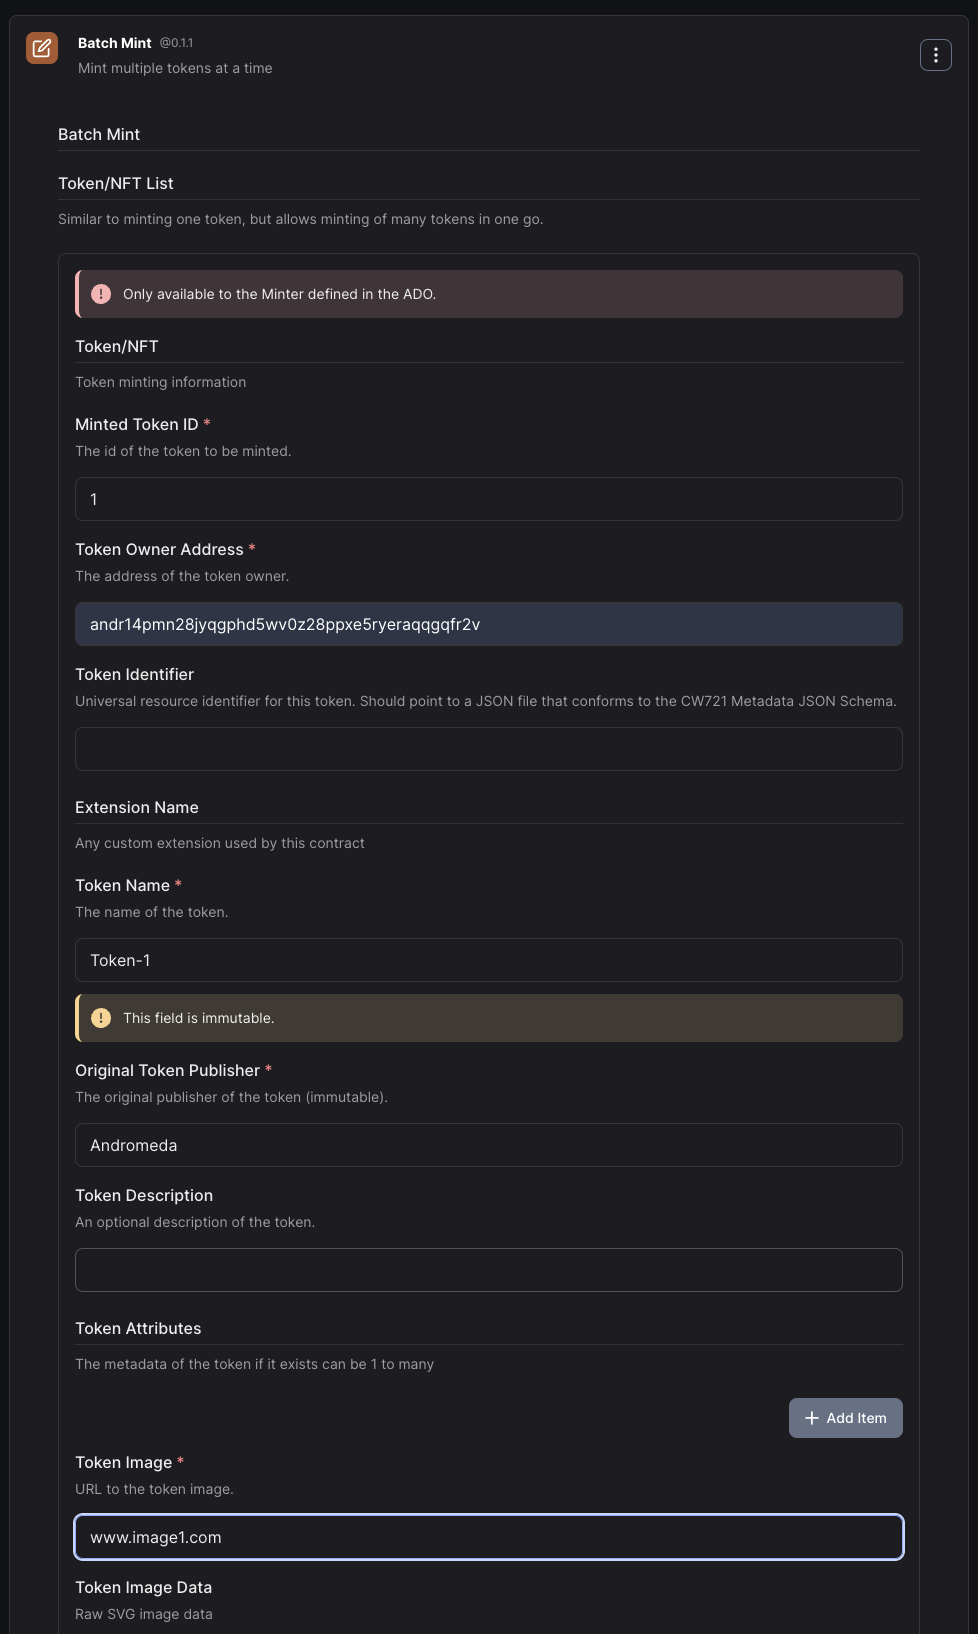 Batch Mint @0.1.1
Mint multiple tokens at a time
Batch Mint
Token/NFT List
Similar to minting one token, but allows minting of many tokens in one go.
Only available to the Minter defined in the ADO.
Token/NFT
Token minting information
Minted Token ID *
The id of the token to be minted.
1
Token Owner Address *
The address of the token owner.
andr14pmn28jyqgphd5wv0z28ppxe5ryeraqqgqfr2v
Token Identifier
Universal resource identifier for this token. Should point to a JSON file that conforms to the CW721 Metadata JSON Schema.
Extension Name
Any custom extension used by this contract
Token Name *
The name of the token.
Token-1
This field is immutable.
Original Token Publisher *
The original publisher of the token (immutable).
Andromeda
Token Description
An optional description of the token.
Token Attributes
The metadata of the token if it exists can be 1 to many
Add Item
Token Image *
URL to the token image.
www.image1.com
Token Image Data
Raw SVG image data